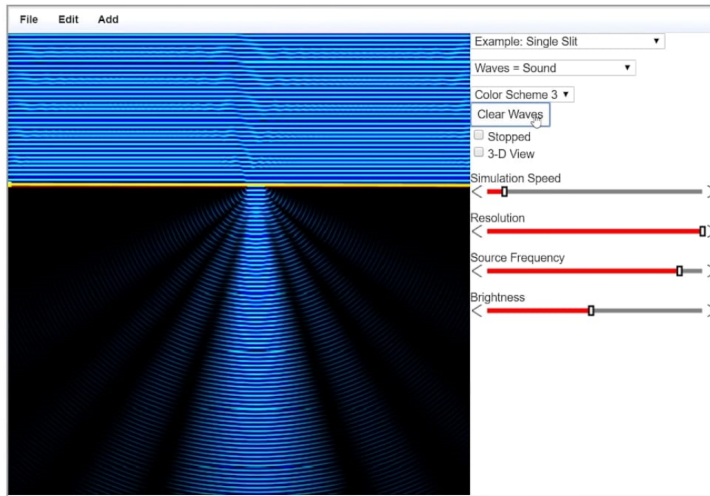 File Edit Add
Example: Single Slit
Waves = Sound
Color Scheme 3
Clear Waves
Stopped
3-D View
Simulation Speed
Resolution
Source Frequency
Brightness